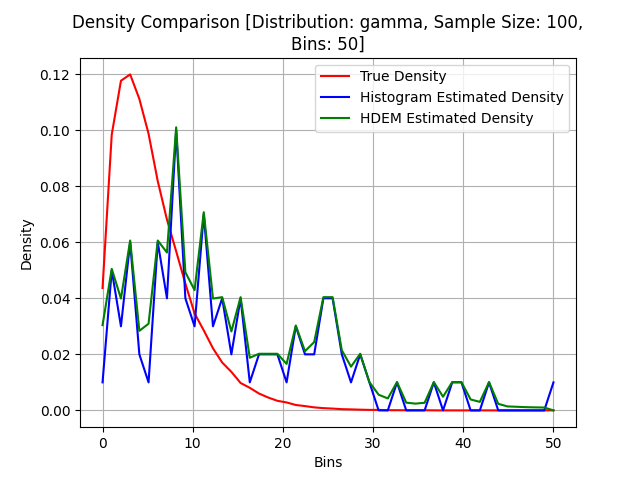 Density Comparison [Distribution: gamma, Sample Size: 100,
Bins: 50]
True Density
Histogram Estimated Density
HDEM Estimated Density
Density
0.12
0.10
0.08
0.06
0.04
0.02
0.00
0 10 20 30 40 50
Bins